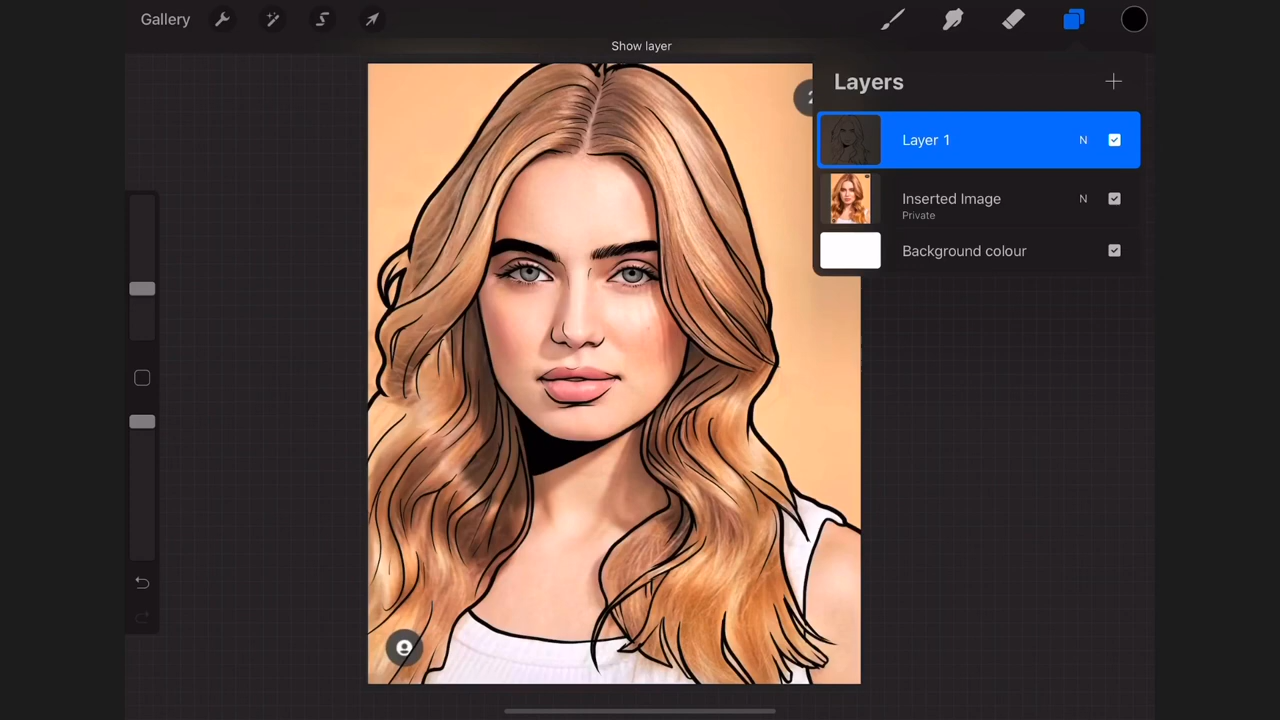 Gallery
Show layer
Layers
Layer 1 N
Inserted Image N
Private
Background colour